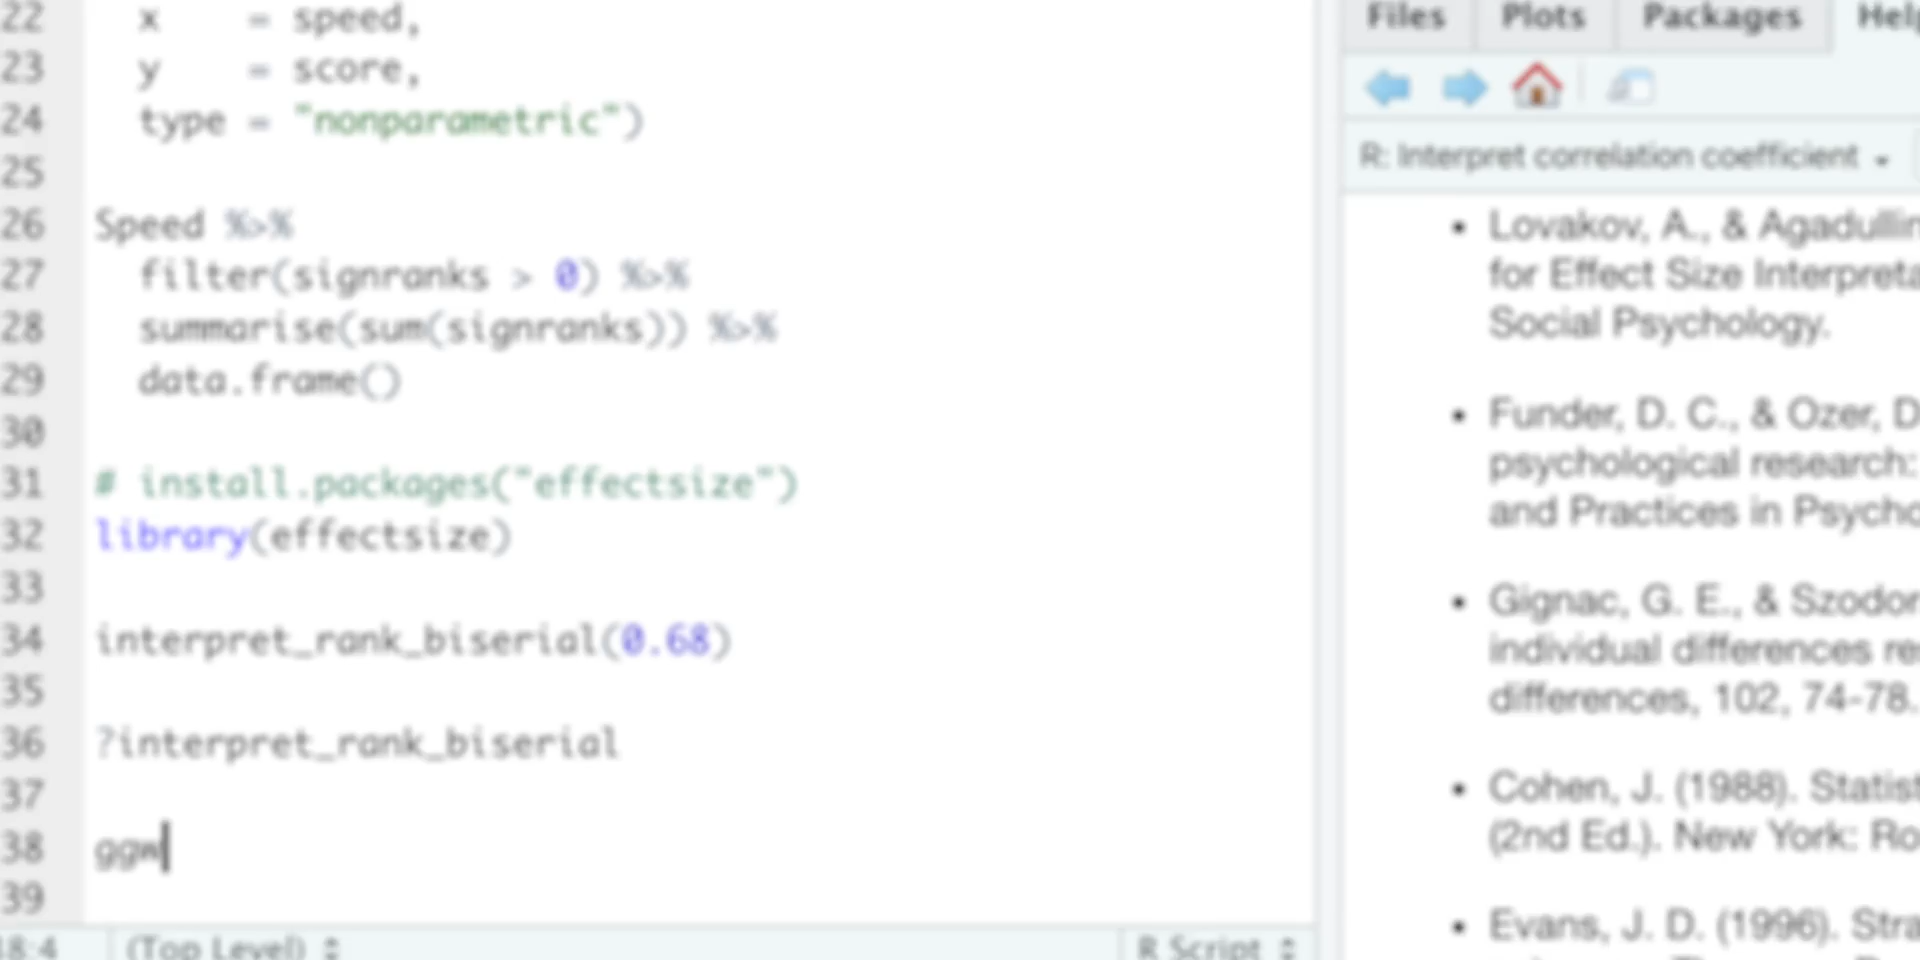 22 x = speed,
23 y = score,
24 type = "nonparametric")
25
26 Speed %>%
27 filter(signranks > 0) %>%
28 summarise(sum(signranks)) %>%
29 data.frame()
30
31 # install.packages("effectsize")
32 library(effectsize)
33
34 interpret_rank_biserial(0.68)
35
36 ?interpret_rank_biserial
37
38 ggw
39
(Top Level) R Script
Files Plots Packages Help
R: Interpret correlation coefficient
• Lovakov, A., & Agadullin
for Effect Size Interpreta
Social Psychology.
• Funder, D. C., & Ozer, D
psychological research:
and Practices in Psycho
• Gignac, G. E., & Szodor
individual differences res
differences, 102, 74-78.
• Cohen, J. (1988). Statist
(2nd Ed.). New York: Ro
• Evans, J. D. (1996). Stra